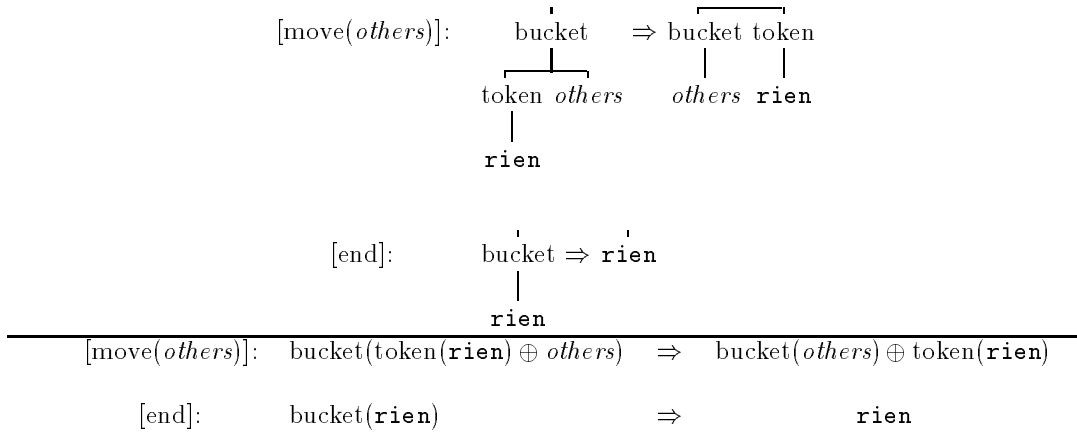 [move(others)]: bucket ⇒ bucket token
token others others rien
rien
[end]: bucket ⇒ rien
rien
[move(others)]: bucket(token(rien) ⊕ others) ⇒ bucket(others) ⊕ token(rien)
[end]: bucket(rien) ⇒ rien